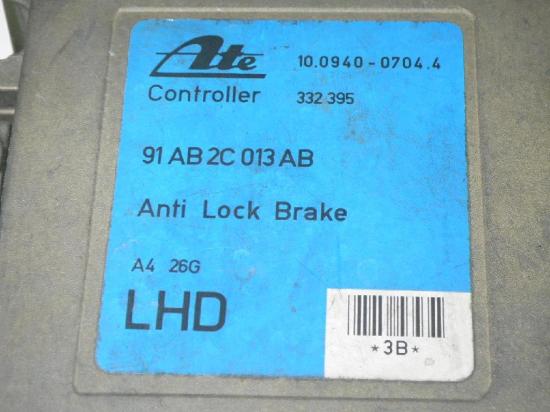 Ate 10.0940-0704.4
Controller 332 395
91 AB 2C 013 AB
Anti Lock Brake
A4 26G
LHD
*3B*